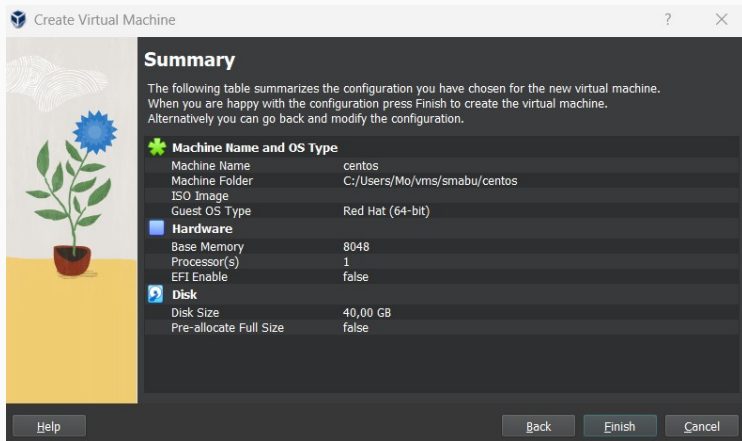 Create Virtual Machine
Summary
The following table summarizes the configuration you have chosen for the new virtual machine.
When you are happy with the configuration press Finish to create the virtual machine.
Alternatively you can go back and modify the configuration.
Machine Name and OS Type
Machine Name centos
Machine Folder C:/Users/Mo/vms/smabu/centos
ISO Image
Guest OS Type Red Hat (64-bit)
Hardware
Base Memory 8048
Processor(s) 1
EFI Enable false
Disk
Disk Size 40,00 GB
Pre-allocate Full Size false
Help Back Finish Cancel